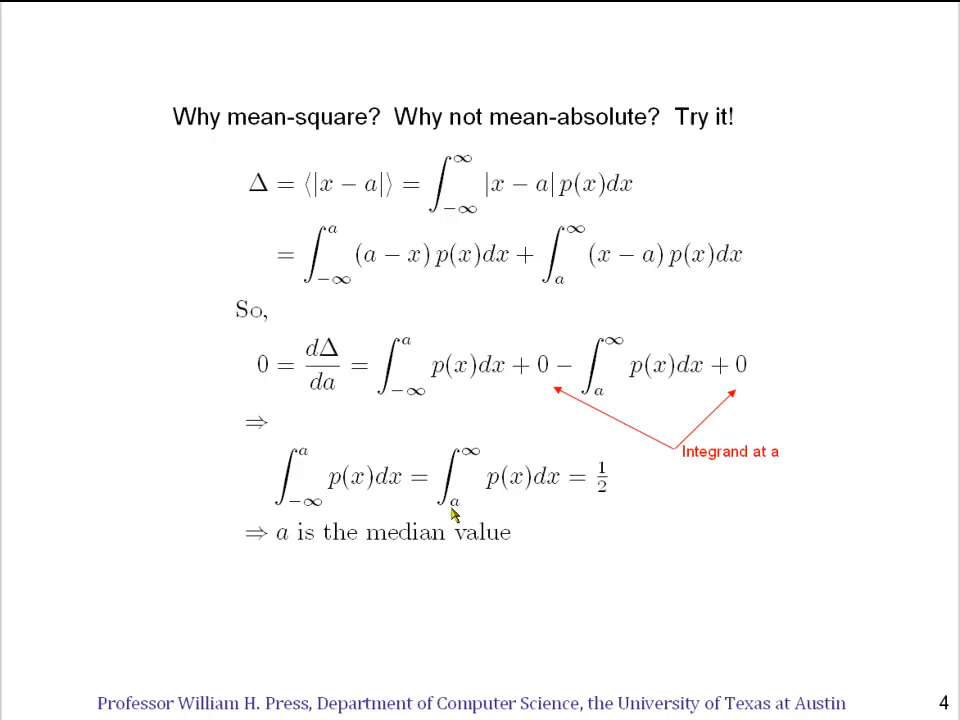 Why mean-square?  Why not mean-absolute?  Try it!
Δ = ⟨|x − a|⟩ = ∫_{−∞}^{∞} |x − a| p(x)dx
= ∫_{−∞}^{a} (a − x) p(x)dx + ∫_{a}^{∞} (x − a) p(x)dx
So,
0 = dΔ/da = ∫_{−∞}^{a} p(x)dx + 0 − ∫_{a}^{∞} p(x)dx + 0
⇒
Integrand at a
∫_{−∞}^{a} p(x)dx = ∫_{a}^{∞} p(x)dx = 1/2
⇒ a is the median value
Professor William H. Press, Department of Computer Science, the University of Texas at Austin
4